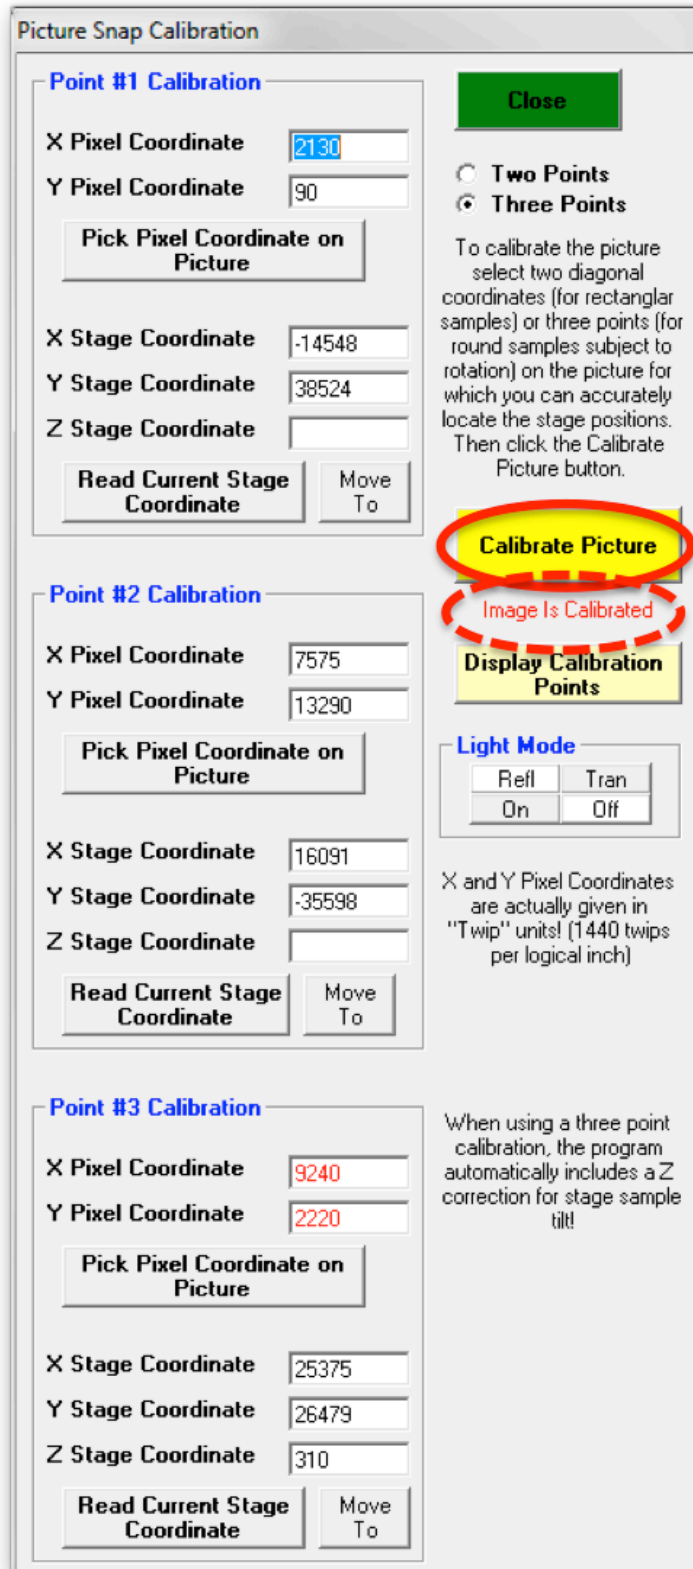 Picture Snap Calibration
Point #1 Calibration
X Pixel Coordinate 2130
Y Pixel Coordinate 90
Pick Pixel Coordinate on
Picture
X Stage Coordinate -14548
Y Stage Coordinate 38524
Z Stage Coordinate
Read Current Stage
Coordinate
Move
To
Close
Two Points
Three Points
To calibrate the picture
select two diagonal
coordinates (for rectanglar
samples) or three points (for
round samples subject to
rotation) on the picture for
which you can accurately
locate the stage positions.
Then click the Calibrate
Picture button.
Calibrate Picture
Image Is Calibrated
Display Calibration
Points
Point #2 Calibration
X Pixel Coordinate 7575
Y Pixel Coordinate 13290
Pick Pixel Coordinate on
Picture
X Stage Coordinate 16091
Y Stage Coordinate -35598
Z Stage Coordinate
Read Current Stage
Coordinate
Move
To
Light Mode
Refl Tran
On Off
X and Y Pixel Coordinates
are actually given in
"Twip" units! (1440 twips
per logical inch)
Point #3 Calibration
X Pixel Coordinate 9240
Y Pixel Coordinate 2220
Pick Pixel Coordinate on
Picture
X Stage Coordinate 25375
Y Stage Coordinate 26479
Z Stage Coordinate 310
Read Current Stage
Coordinate
Move
To
When using a three point
calibration, the program
automatically includes a Z
correction for stage sample
tilt!